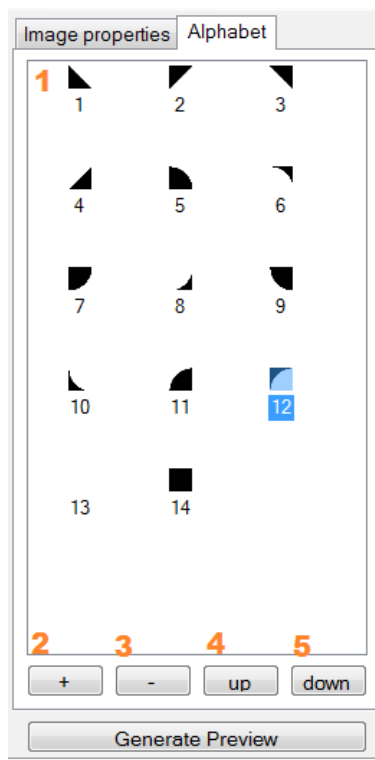 Image properties Alphabet
1
1 2 3
4 5 6
7 8 9
10 11 12
13 14
2 3 4 5
+ - up down
Generate Preview